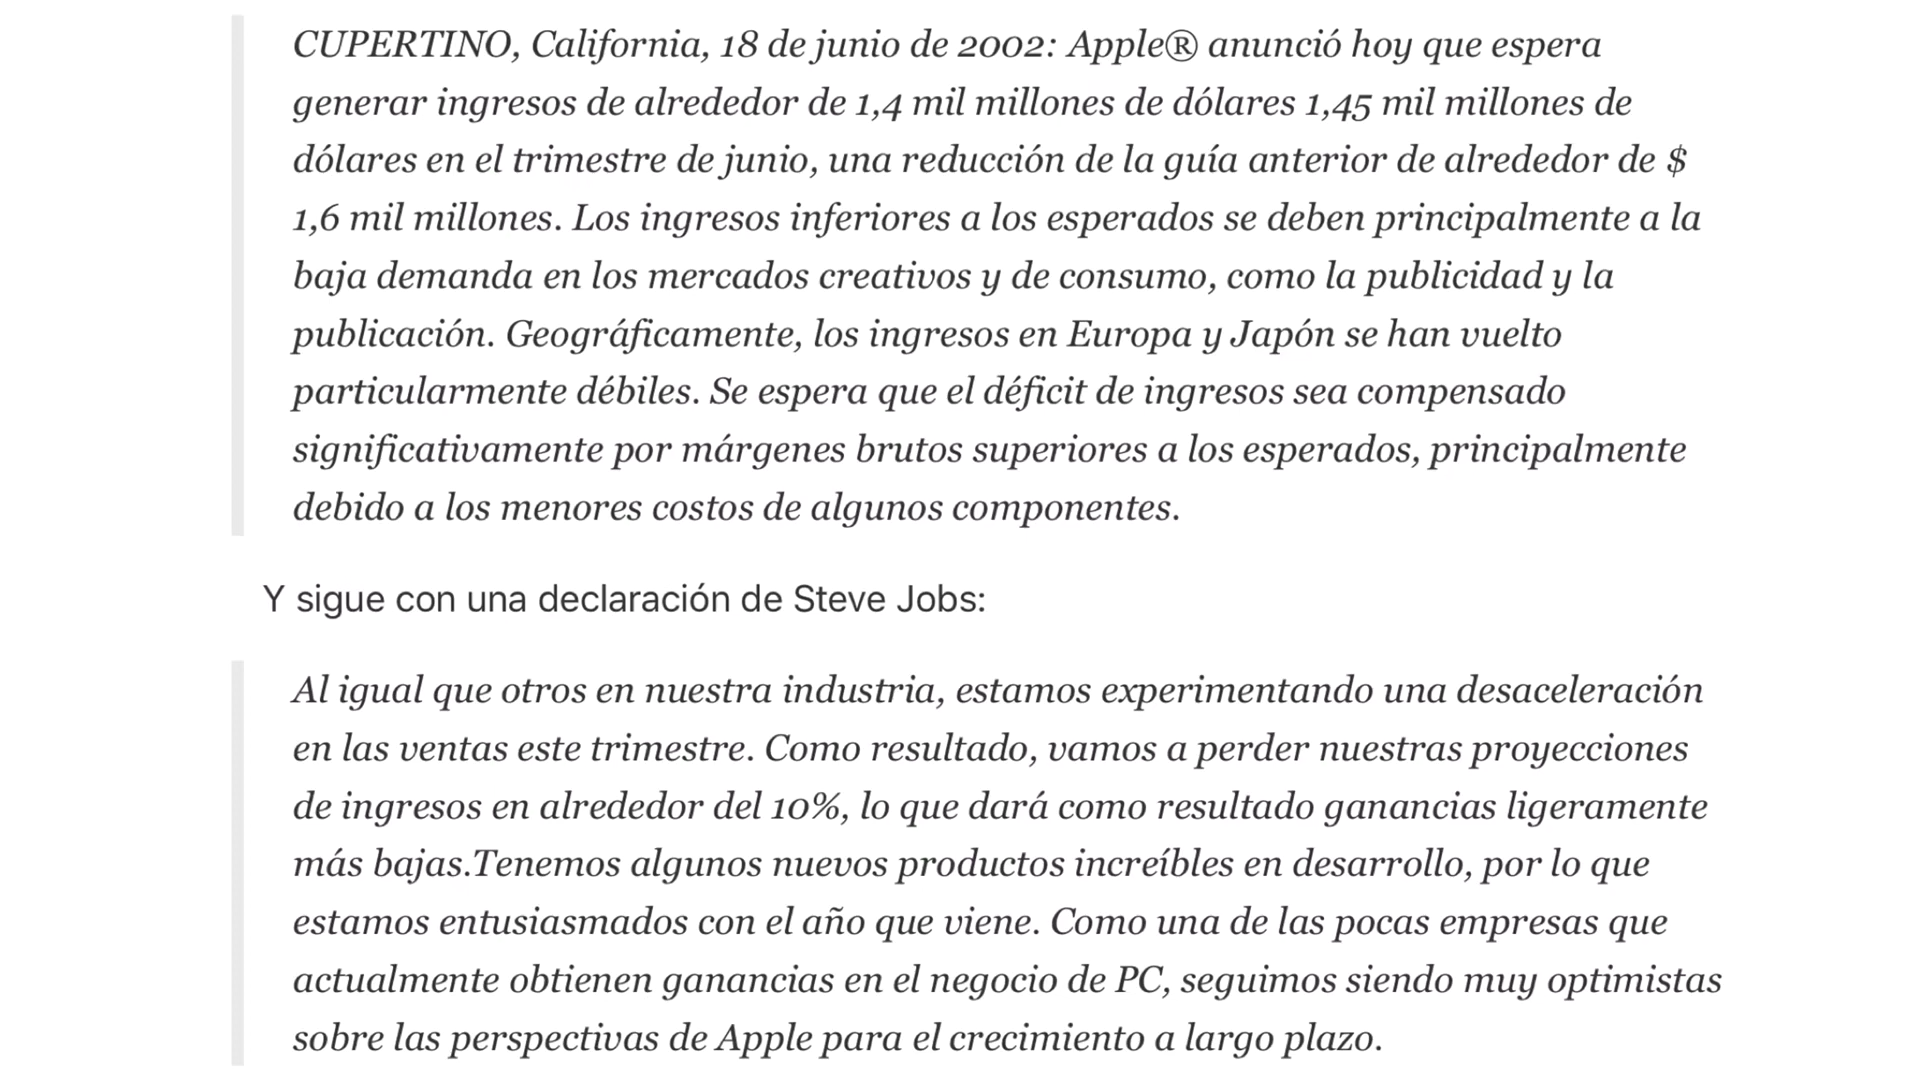 CUPERTINO, California, 18 de junio de 2002: Apple® anunció hoy que espera
generar ingresos de alrededor de 1,4 mil millones de dólares 1,45 mil millones de
dólares en el trimestre de junio, una reducción de la guía anterior de alrededor de $
1,6 mil millones. Los ingresos inferiores a los esperados se deben principalmente a la
baja demanda en los mercados creativos y de consumo, como la publicidad y la
publicación. Geográficamente, los ingresos en Europa y Japón se han vuelto
particularmente débiles. Se espera que el déficit de ingresos sea compensado
significativamente por márgenes brutos superiores a los esperados, principalmente
debido a los menores costos de algunos componentes.
Y sigue con una declaración de Steve Jobs:
Al igual que otros en nuestra industria, estamos experimentando una desaceleración
en las ventas este trimestre. Como resultado, vamos a perder nuestras proyecciones
de ingresos en alrededor del 10%, lo que dará como resultado ganancias ligeramente
más bajas.Tenemos algunos nuevos productos increíbles en desarrollo, por lo que
estamos entusiasmados con el año que viene. Como una de las pocas empresas que
actualmente obtienen ganancias en el negocio de PC, seguimos siendo muy optimistas
sobre las perspectivas de Apple para el crecimiento a largo plazo.